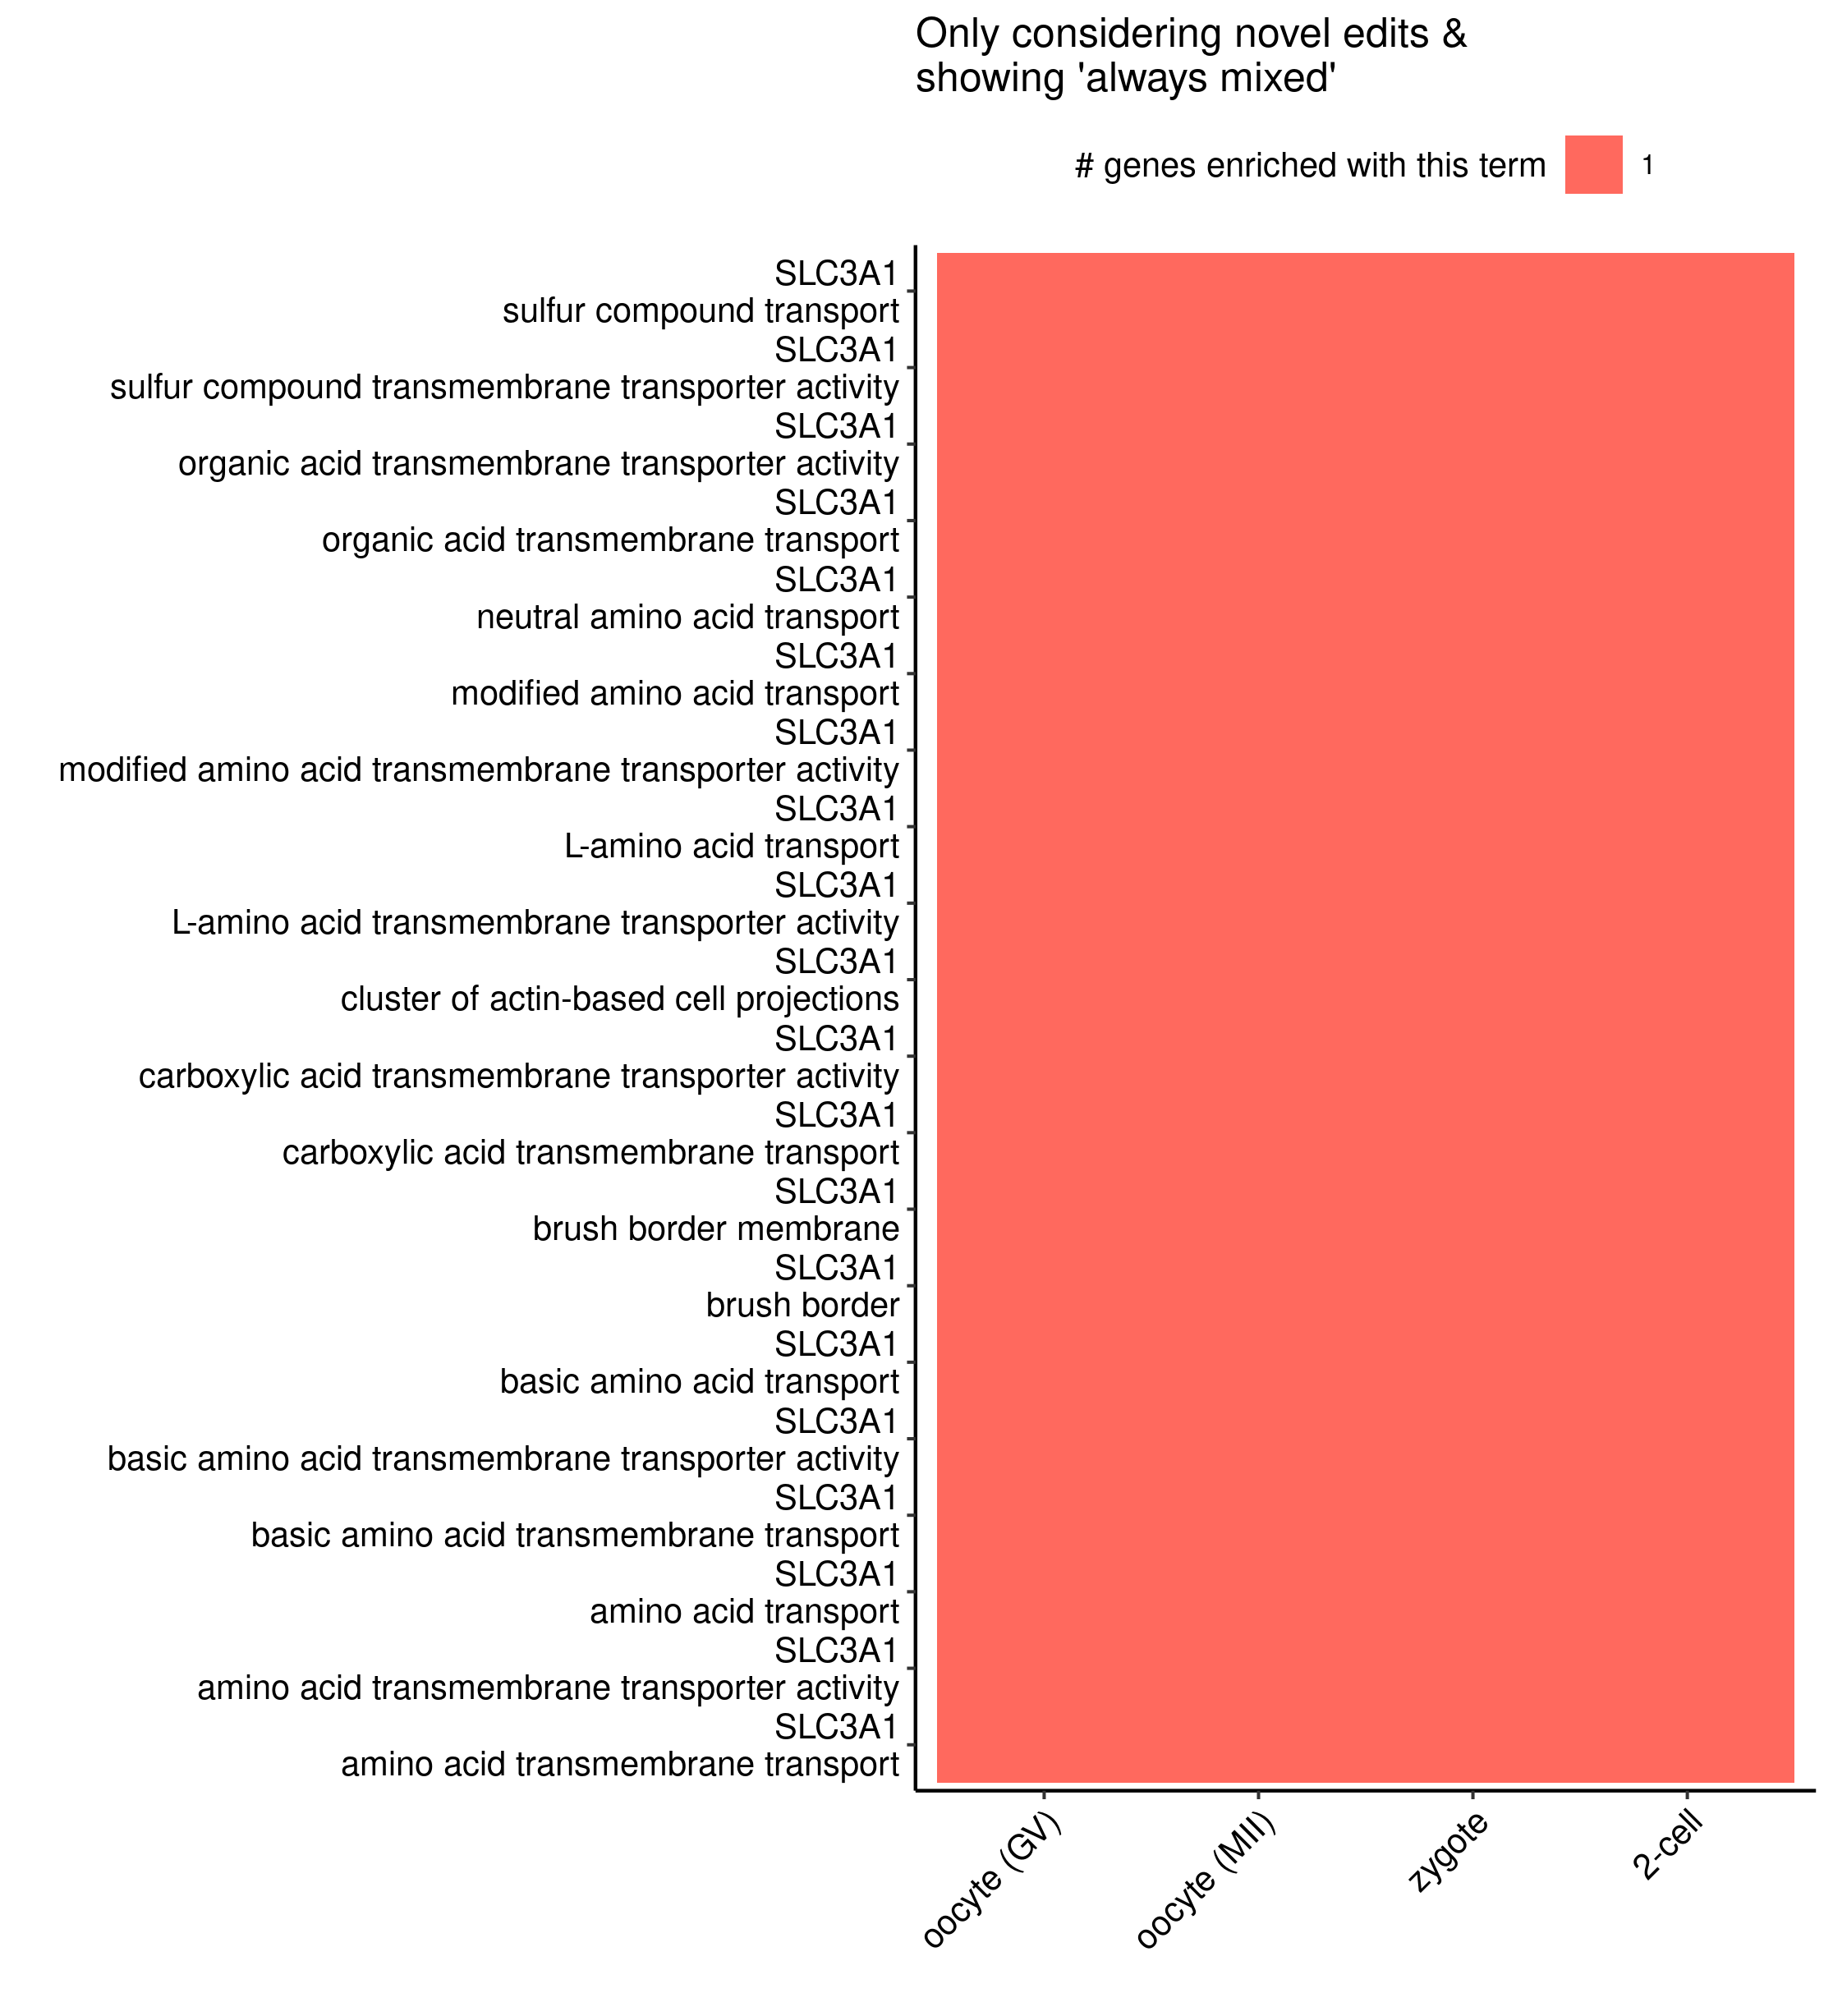 Only considering novel edits &
showing 'always mixed'
# genes enriched with this term 1
SLC3A1
sulfur compound transport
SLC3A1
sulfur compound transmembrane transporter activity
SLC3A1
organic acid transmembrane transporter activity
SLC3A1
organic acid transmembrane transport
SLC3A1
neutral amino acid transport
SLC3A1
modified amino acid transport
SLC3A1
modified amino acid transmembrane transporter activity
SLC3A1
L-amino acid transport
SLC3A1
L-amino acid transmembrane transporter activity
SLC3A1
cluster of actin-based cell projections
SLC3A1
carboxylic acid transmembrane transporter activity
SLC3A1
carboxylic acid transmembrane transport
SLC3A1
brush border membrane
SLC3A1
brush border
SLC3A1
basic amino acid transport
SLC3A1
basic amino acid transmembrane transporter activity
SLC3A1
basic amino acid transmembrane transport
SLC3A1
amino acid transport
SLC3A1
amino acid transmembrane transporter activity
SLC3A1
amino acid transmembrane transport
oocyte (GV)
oocyte (MII)
zygote
2-cell